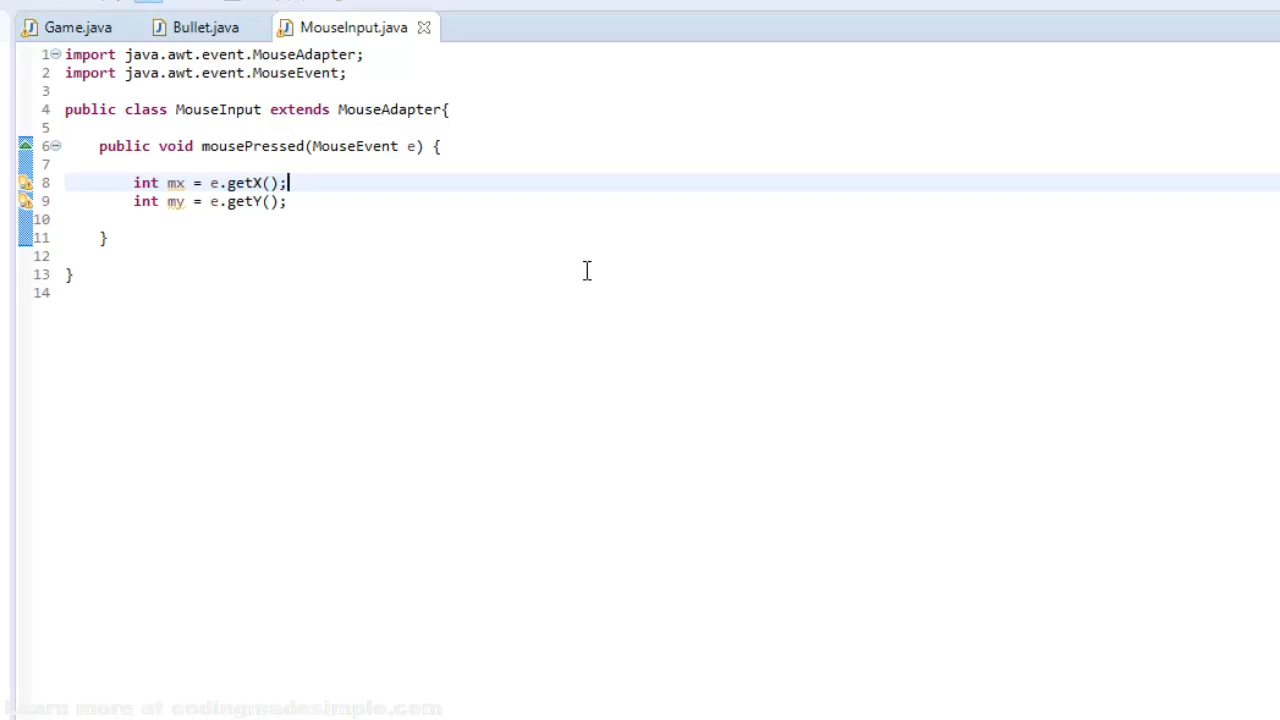 Game.java Bullet.java MouseInput.java
1 import java.awt.event.MouseAdapter;
2 import java.awt.event.MouseEvent;
3
4 public class MouseInput extends MouseAdapter{
5
6 public void mousePressed(MouseEvent e) {
7
8 int mx = e.getX();
9 int my = e.getY();
10
11 }
12
13 }
14
Learn more at codingmadesimple.com